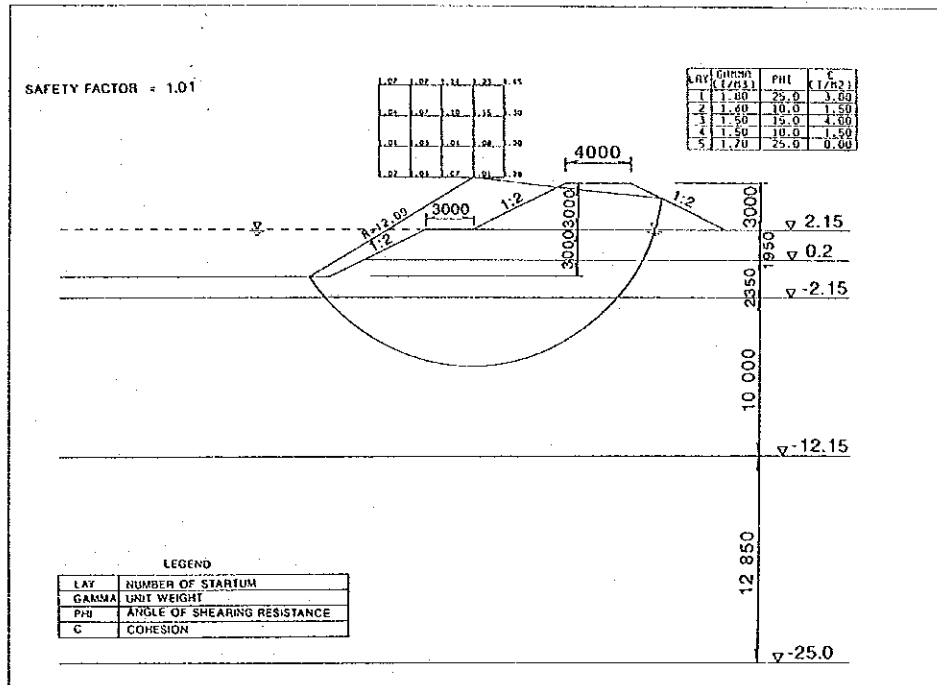 SAFETY FACTOR = 1.01
LAY GAMMA (T/M3) PHI C (T/M2)
1 1.80 25.0 3.00
2 1.60 10.0 1.50
3 1.50 15.0 4.00
4 1.50 10.0 1.50
5 1.70 25.0 0.00
4000
3000
1:2
1:2
1:2
R=12.09
3000
3000
3000
1950
2350
10 000
12 850
2.15
0.2
-2.15
-12.15
-25.0
LEGEND
LAY NUMBER OF STARTUM
GAMMA UNIT WEIGHT
PHI ANGLE OF SHEARING RESISTANCE
C COHESION